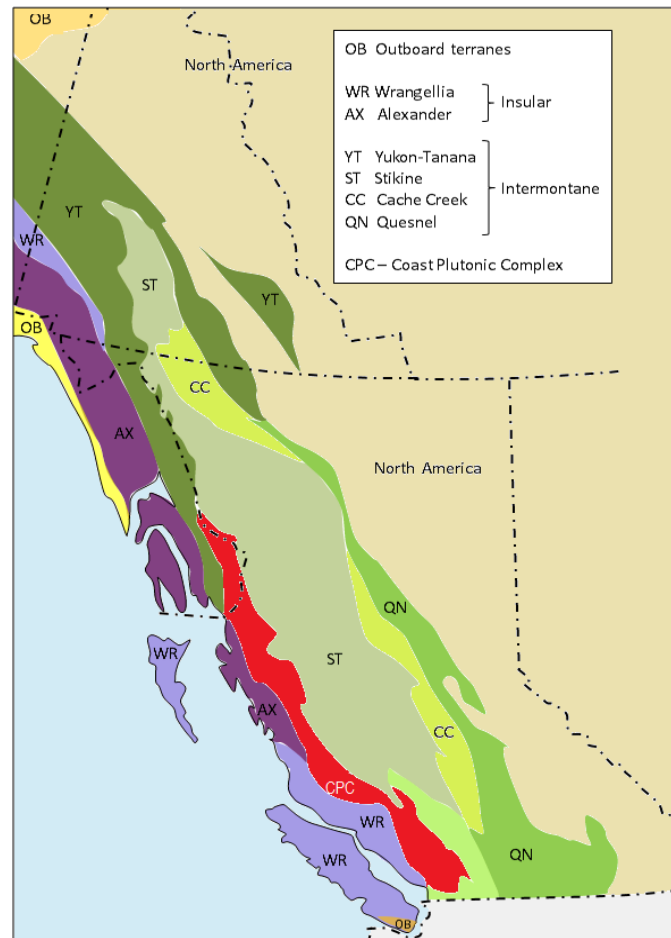 OB
North America
OB Outboard terranes
WR Wrangellia
AX Alexander
Insular
YT Yukon-Tanana
ST Stikine
CC Cache Creek
QN Quesnel
Intermontane
CPC – Coast Plutonic Complex
YT
WR
ST
YT
OB
CC
AX
North America
QN
WR
ST
AX
CC
CPC
WR
QN
WR
OB